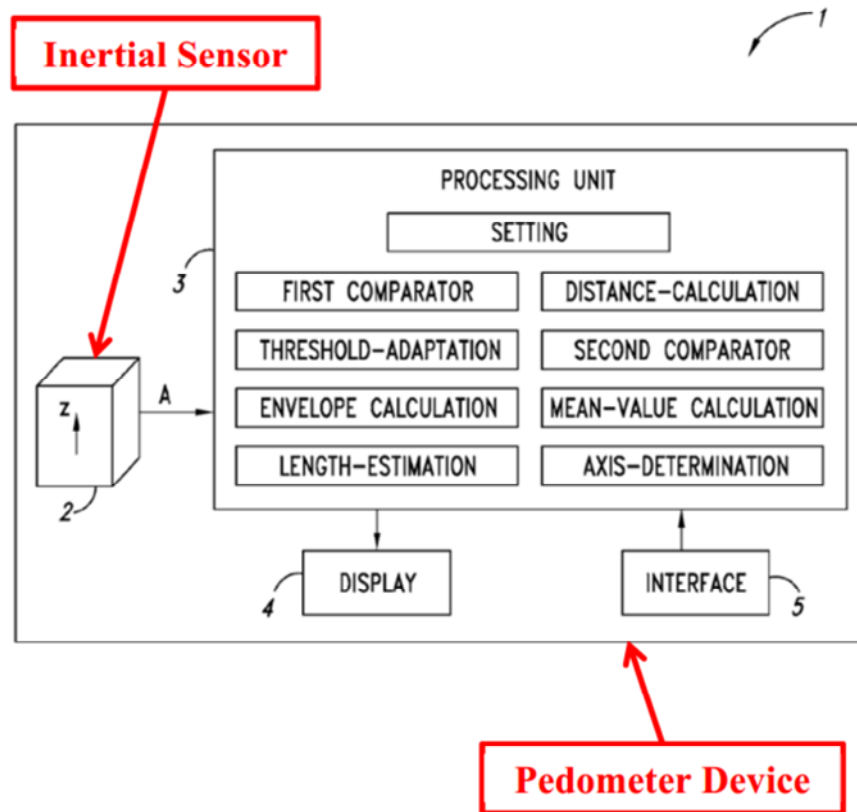 1
Inertial Sensor
PROCESSING UNIT
SETTING
3
FIRST COMPARATOR
DISTANCE-CALCULATION
THRESHOLD-ADAPTATION
SECOND COMPARATOR
A
Z
ENVELOPE CALCULATION
MEAN-VALUE CALCULATION
LENGTH-ESTIMATION
AXIS-DETERMINATION
2
DISPLAY
INTERFACE
4
5
Pedometer Device